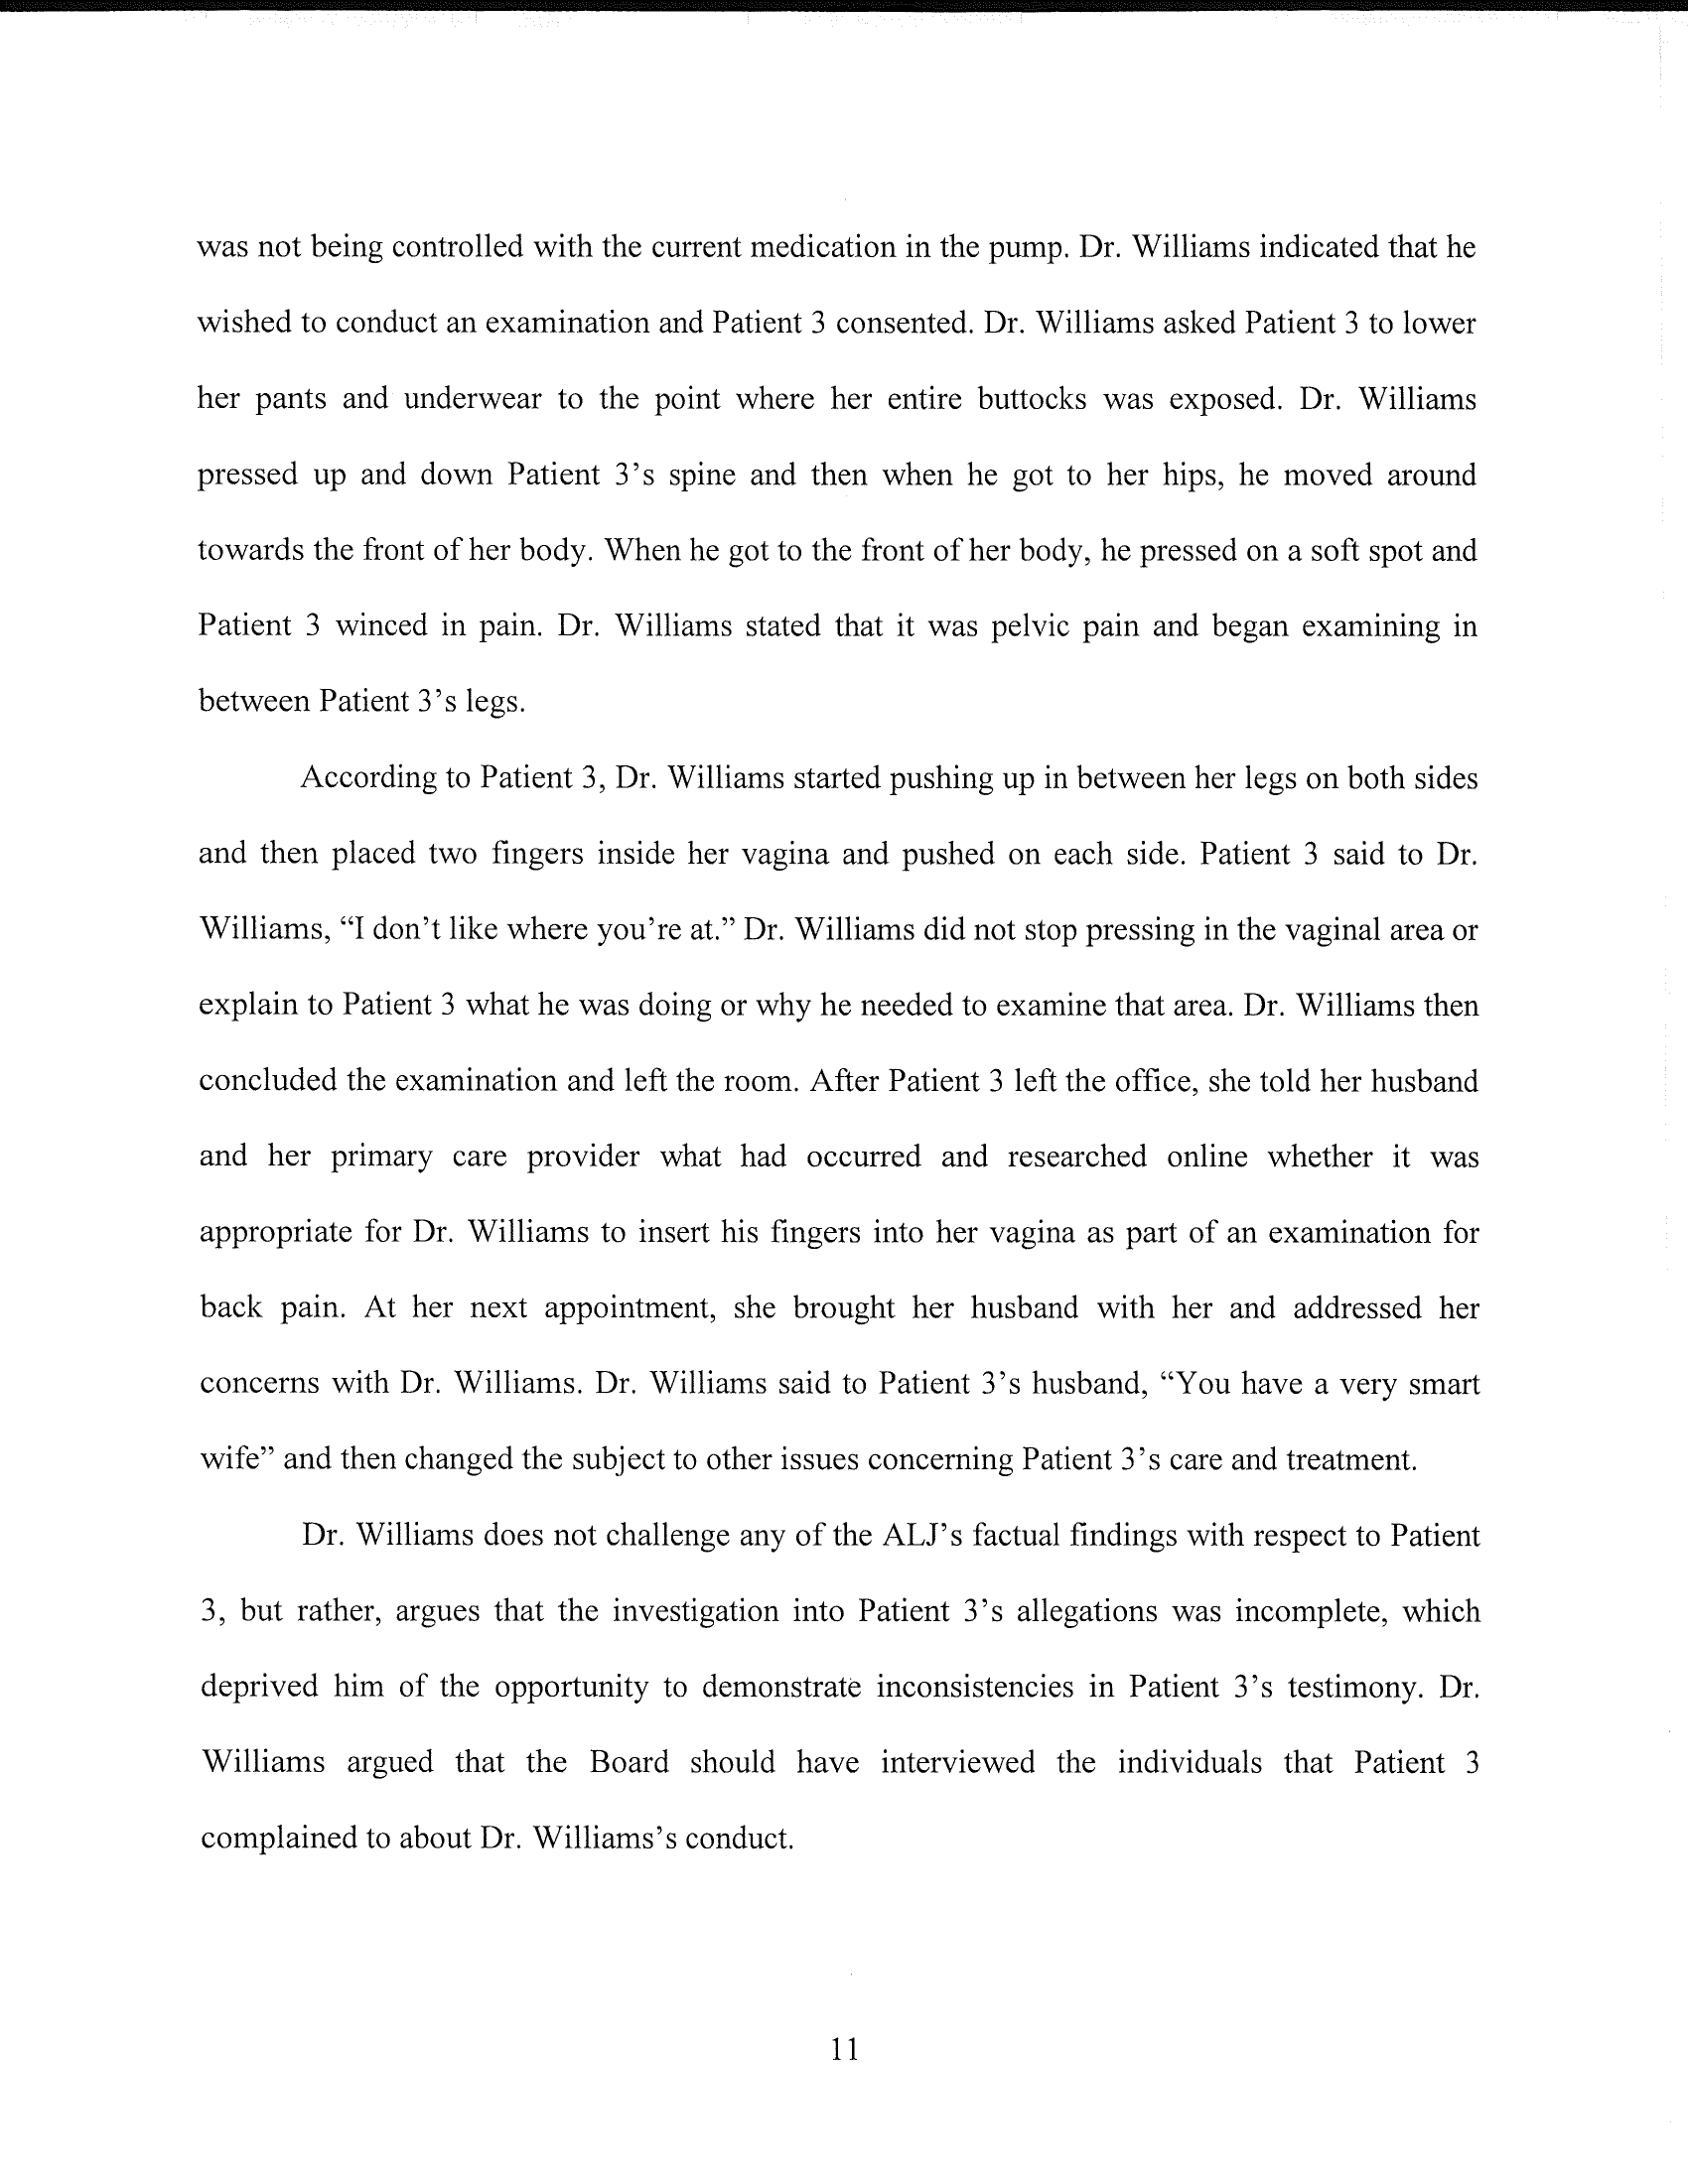 was not being controlled with the current medication in the pump. Dr. Williams indicated that he
wished to conduct an examination and Patient 3 consented. Dr. Williams asked Patient 3 to lower
her pants and underwear to the point where her entire buttocks was exposed. Dr. Williams
pressed up and down Patient 3's spine and then when he got to her hips, he moved around
towards the front of her body. When he got to the front of her body, he pressed on a soft spot and
Patient 3 winced in pain. Dr. Williams stated that it was pelvic pain and began examining in
between Patient 3's legs.
According to Patient 3, Dr. Williams started pushing up in between her legs on both sides
and then placed two fingers inside her vagina and pushed on each side. Patient 3 said to Dr.
Williams, “I don't like where you're at.” Dr. Williams did not stop pressing in the vaginal area or
explain to Patient 3 what he was doing or why he needed to examine that area. Dr. Williams then
concluded the examination and left the room. After Patient 3 left the office, she told her husband
and her primary care provider what had occurred and researched online whether it was
appropriate for Dr. Williams to insert his fingers into her vagina as part of an examination for
back pain. At her next appointment, she brought her husband with her and addressed her
concerns with Dr. Williams. Dr. Williams said to Patient 3's husband, “You have a very smart
wife” and then changed the subject to other issues concerning Patient 3's care and treatment.
Dr. Williams does not challenge any of the ALJ's factual findings with respect to Patient
3, but rather, argues that the investigation into Patient 3's allegations was incomplete, which
deprived him of the opportunity to demonstrate inconsistencies in Patient 3's testimony. Dr.
Williams argued that the Board should have interviewed the individuals that Patient 3
complained to about Dr. Williams's conduct.
11